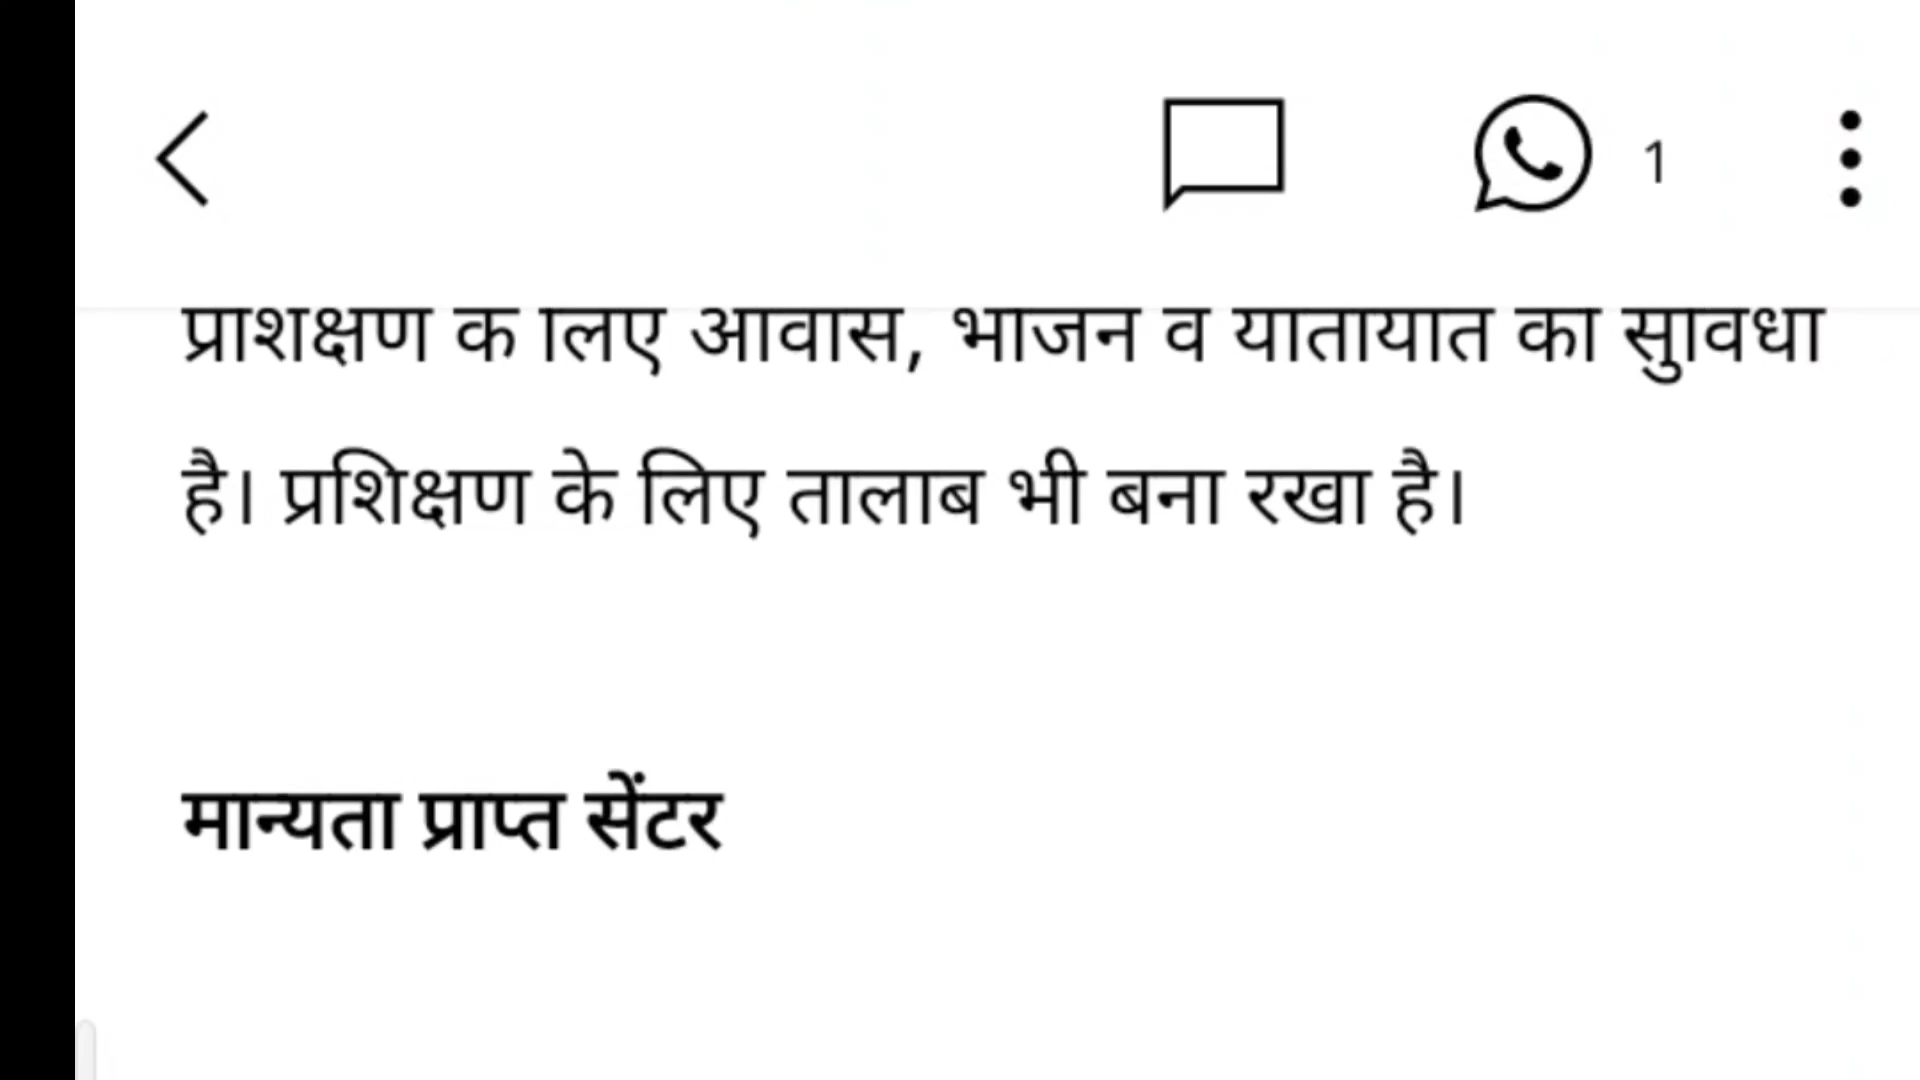 1
प्रशिक्षण के लिए आवास, भोजन व यातायात की सुविधा
है। प्रशिक्षण के लिए तालाब भी बना रखा है।
मान्यता प्राप्त सेंटर